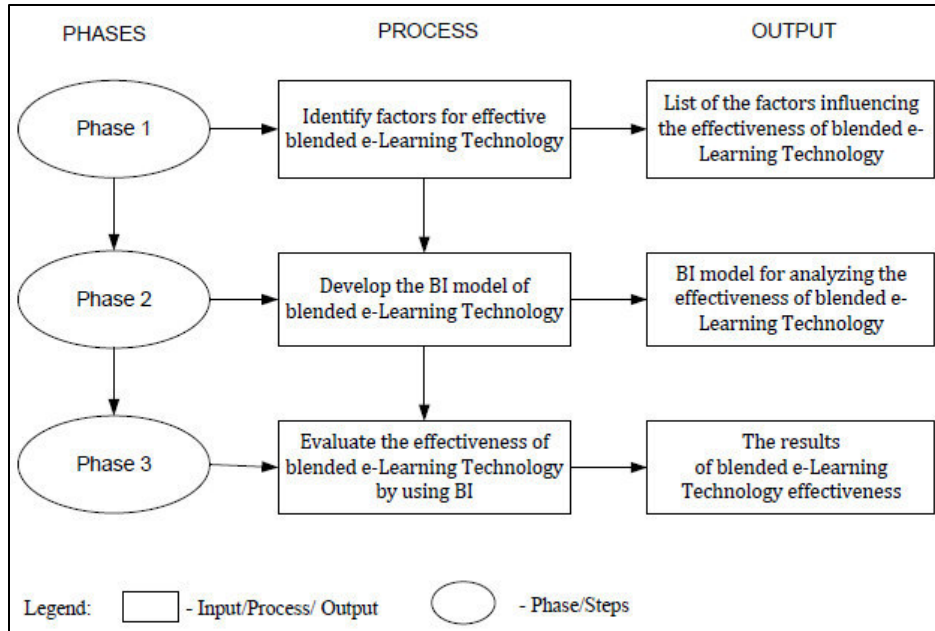 PHASES
PROCESS
OUTPUT
Phase 1
Identify factors for effective
blended e-Learning Technology
List of the factors influencing
the effectiveness of blended e-
Learning Technology
Phase 2
Develop the BI model of
blended e-Learning Technology
BI model for analyzing the
effectiveness of blended e-
Learning Technology
Phase 3
Evaluate the effectiveness of
blended e-Learning Technology
by using BI
The results
of blended e-Learning
Technology effectiveness
Legend:
- Input/Process/ Output
- Phase/Steps